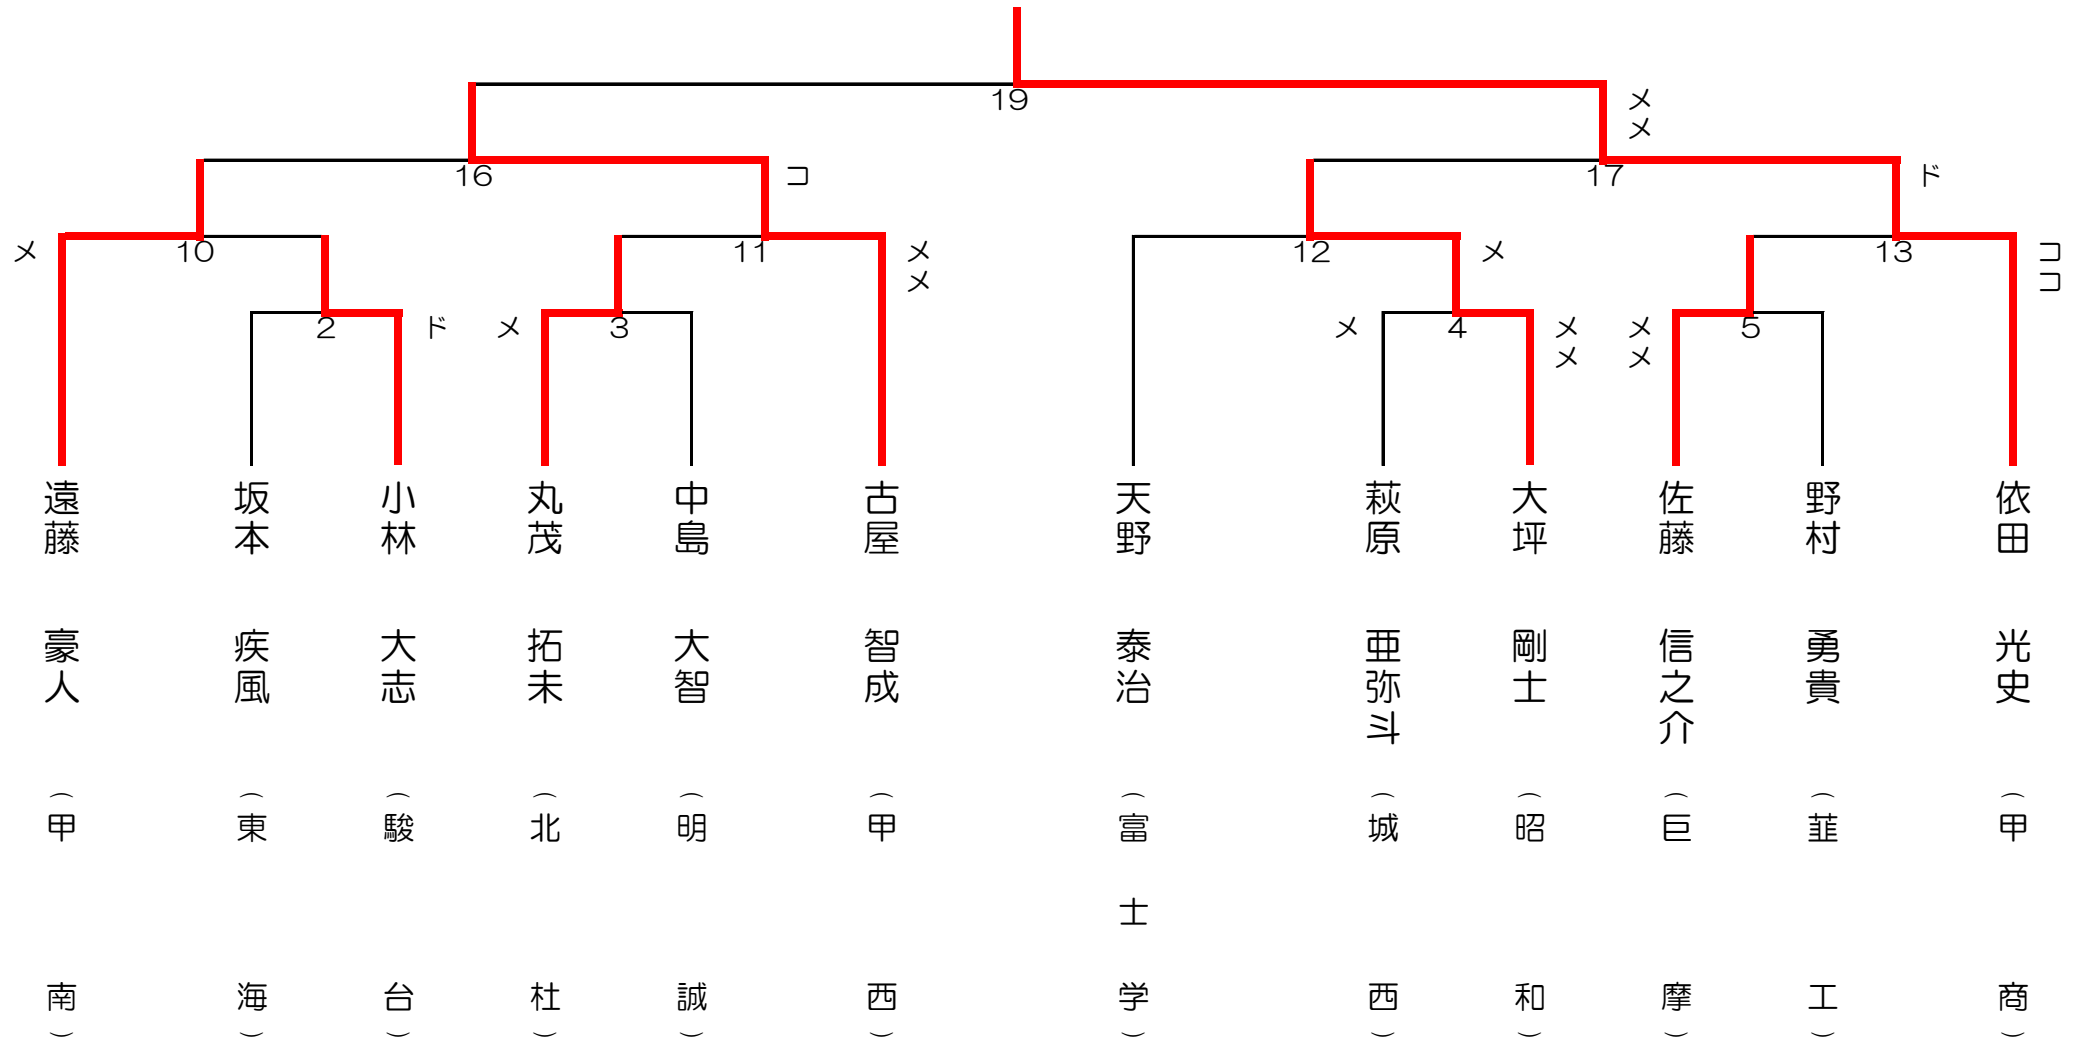 19
メメ
16
コ
17
ド
メ
10
11
メメ
12
メ
13
ココ
2
ド
メ
3
メ
4
メメ
メメ
5
遠藤 豪人 (甲南)
坂本 疾風 (東海)
小林 大志 (駿台)
丸茂 拓未 (北杜)
中島 大智 (明誠)
古屋 智成 (甲西)
天野 泰治 (富士学)
萩原 亜弥斗 (城西)
大坪 剛士 (昭和)
佐藤 信之介 (巨摩)
野村 勇貴 (韮工)
依田 光史 (甲商)